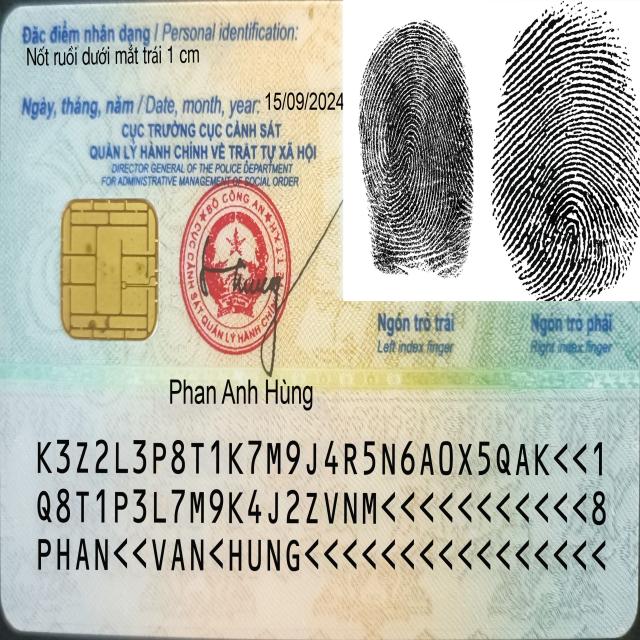 Đặc điểm nhân dạng / Personal identification:
Nốt ruồi dưới mắt trái 1 cm
Ngày, tháng, năm / Date, month, year: 15/09/2024
CỤC TRƯỞNG CỤC CẢNH SÁT
QUẢN LÝ HÀNH CHÍNH VỀ TRẬT TỰ XÃ HỘI
DIRECTOR GENERAL OF THE POLICE DEPARTMENT
FOR ADMINISTRATIVE MANAGEMENT OF SOCIAL ORDER
BỘ CÔNG AN
CỤC CẢNH SÁT QUẢN LÝ HÀNH CHÍNH
Ngón trỏ trái
Left index finger
Ngón trỏ phải
Right index finger
Phan Anh Hùng
K3Z2L3P8T1K7M9J4R5N6A0X5QAK<<1
Q8T1P3L7M9K4J2ZVNM<<<<<<<<<<<8
PHAN<<VAN<HUNG<<<<<<<<<<<<<<<<